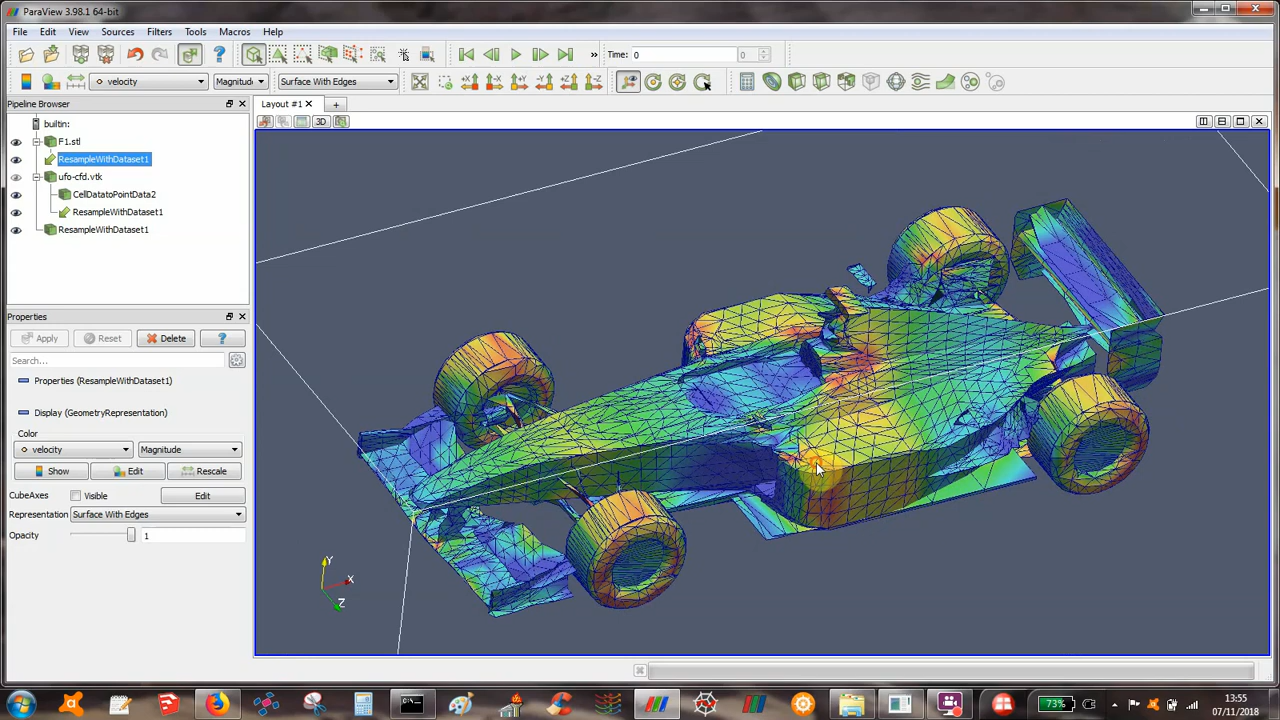 ParaView 3.98.1 64-bit
File Edit View Sources Filters Tools Macros Help
Time: 0 0
velocity Magnitud Surface With Edges -X +X +Y -Y +Z -Z
Pipeline Browser
Layout #1 +
3D
builtin:
F1.stl
ResampleWithDataset1
ufo-cfd.vtk
CellDatatoPointData2
ResampleWithDataset1
ResampleWithDataset1
Properties
Apply Reset Delete ?
Search...
Properties (ResampleWithDataset1)
Display (GeometryRepresentation)
Color
velocity Magnitude
Show Edit Rescale
CubeAxes Visible Edit
Representation Surface With Edges
Opacity 1
Y
X
Z
73%
13:55
07/11/2018